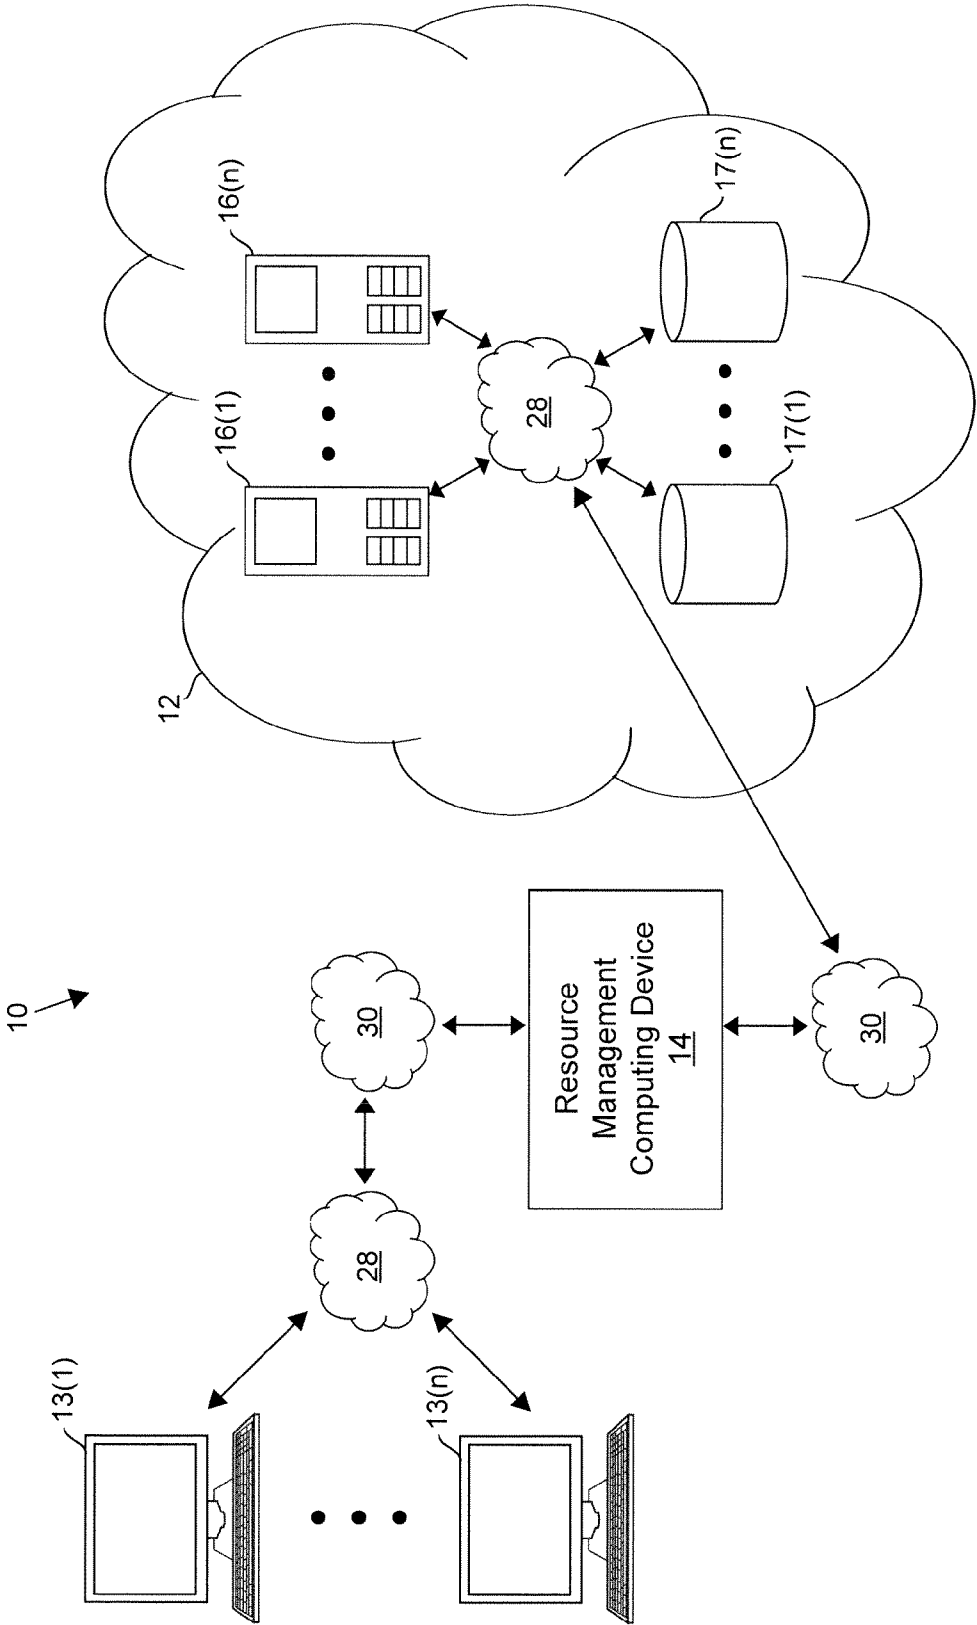 10
13(1)
13(n)
28
30
Resource
Management
Computing Device
14
30
12
16(1)
16(n)
28
17(1)
17(n)